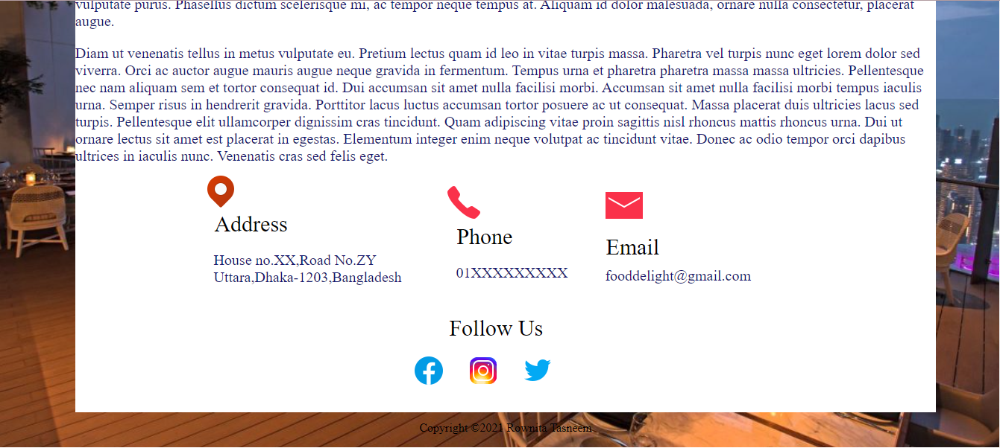 vulputate purus. Phasellus dictum scelerisque mi, ac tempor neque tempus at. Aliquam id dolor malesuada, ornare nulla consectetur, placerat
augue.
Diam ut venenatis tellus in metus vulputate eu. Pretium lectus quam id leo in vitae turpis massa. Pharetra vel turpis nunc eget lorem dolor sed
viverra. Orci ac auctor augue mauris augue neque gravida in fermentum. Tempus urna et pharetra pharetra massa massa ultricies. Pellentesque
nec nam aliquam sem et tortor consequat id. Dui accumsan sit amet nulla facilisi morbi. Accumsan sit amet nulla facilisi morbi tempus iaculis
urna. Semper risus in hendrerit gravida. Porttitor lacus luctus accumsan tortor posuere ac ut consequat. Massa placerat duis ultricies lacus sed
turpis. Pellentesque elit ullamcorper dignissim cras tincidunt. Quam adipiscing vitae proin sagittis nisl rhoncus mattis rhoncus urna. Dui ut
ornare lectus sit amet est placerat in egestas. Elementum integer enim neque volutpat ac tincidunt vitae. Donec ac odio tempor orci dapibus
ultrices in iaculis nunc. Venenatis cras sed felis eget.
Address
House no.XX,Road No.ZY
Uttara,Dhaka-1203,Bangladesh
Phone
01XXXXXXXXX
Email
fooddelight@gmail.com
Follow Us
Copyright ©2021 Rownita Tasneem